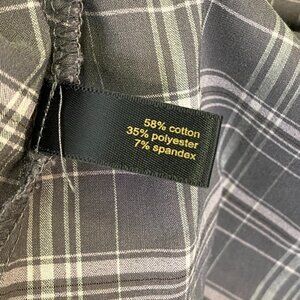 58% cotton
35% polyester
7% spandex